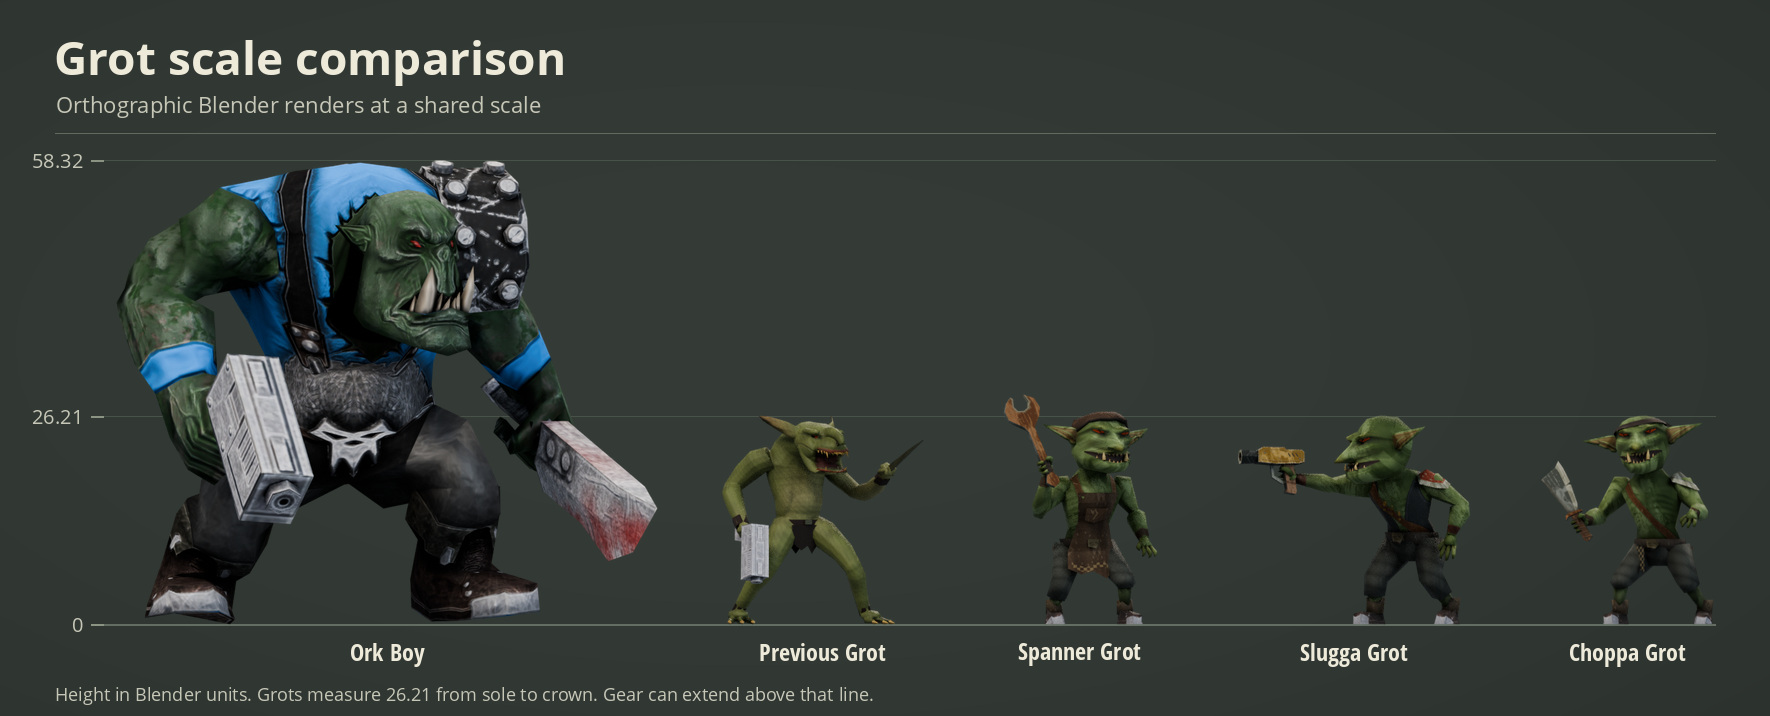 Grot scale comparison
Orthographic Blender renders at a shared scale
58.32
26.21
0
Ork Boy
Previous Grot
Spanner Grot
Slugga Grot
Choppa Grot
Height in Blender units. Grots measure 26.21 from sole to crown. Gear can extend above that line.